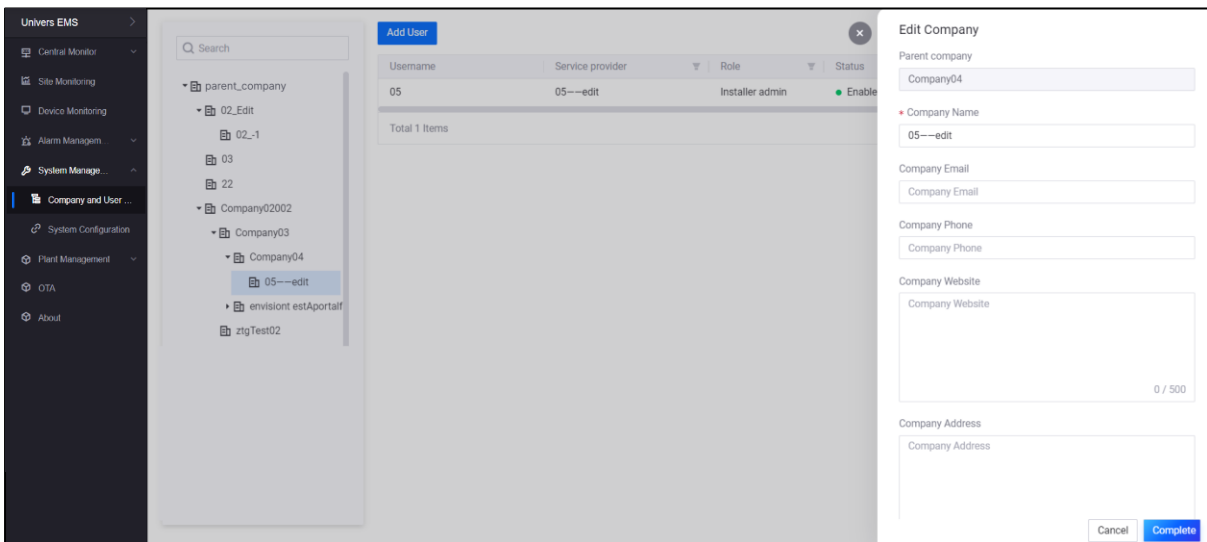 Univers EMS
Central Monitor
Site Monitoring
Device Monitoring
Alarm Managem...
System Manage...
Company and User ...
System Configuration
Plant Management
OTA
About
Search
parent_company
02_Edit
02_-1
03
22
Company02002
Company03
Company04
05——edit
envisiont estAportalf
ztgTest02
Add User
Username Service provider Role Status
05 05——edit Installer admin Enable
Total 1 Items
Edit Company
Parent company
Company04
* Company Name
05——edit
Company Email
Company Email
Company Phone
Company Phone
Company Website
Company Website
0 / 500
Company Address
Company Address
Cancel Complete